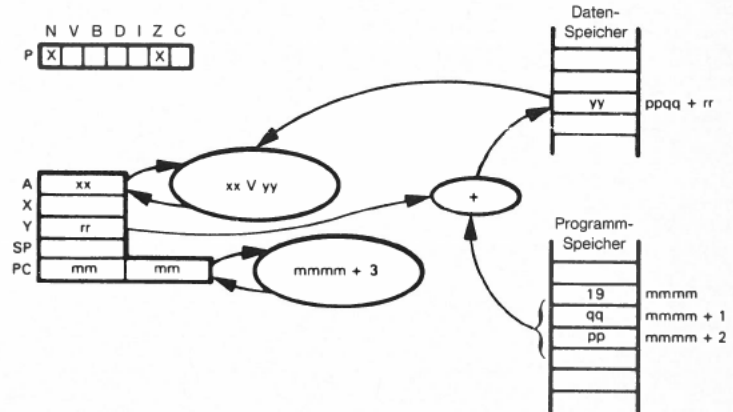 N V B D I Z C
P X X
Daten-
Speicher
yy ppqq + rr
A xx
X
Y rr
SP
PC mm mm
xx V yy
mmmm + 3
+
Programm-
Speicher
19 mmmm
qq mmmm + 1
pp mmmm + 2